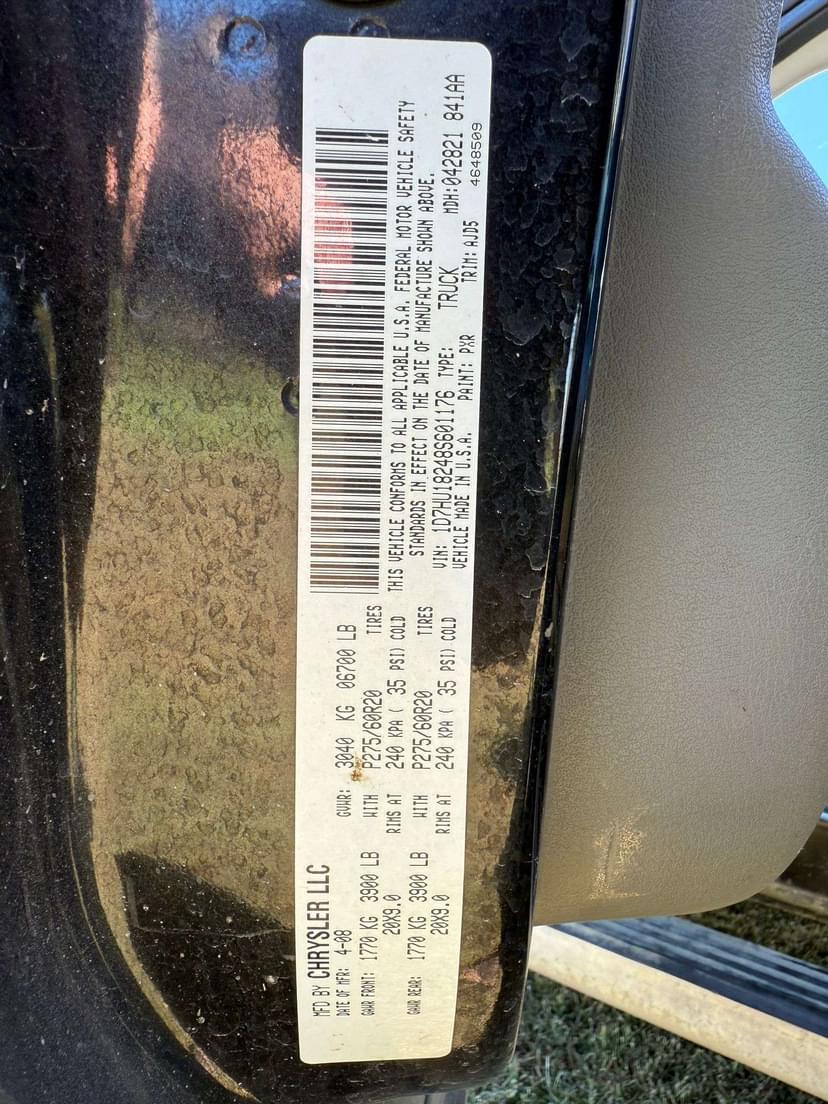 MFD BY CHRYSLER LLC
DATE OF MFR: 4-08 GVWR: 3040 KG 06700 LB
GAWR FRONT: 1770 KG 3900 LB WITH P275/60R20 TIRES
20X9.0 RIMS AT 240 KPA ( 35 PSI) COLD
GAWR REAR: 1770 KG 3900 LB WITH P275/60R20 TIRES
20X9.0 RIMS AT 240 KPA ( 35 PSI) COLD
THIS VEHICLE CONFORMS TO ALL APPLICABLE U.S.A. FEDERAL MOTOR VEHICLE SAFETY
STANDARDS IN EFFECT ON THE DATE OF MANUFACTURE SHOWN ABOVE.
VIN: 1D7HU18248S601176 TYPE: TRUCK MDH:042821 841AA
VEHICLE MADE IN U.S.A. PAINT: PXR TRIM: AJD5 4648509